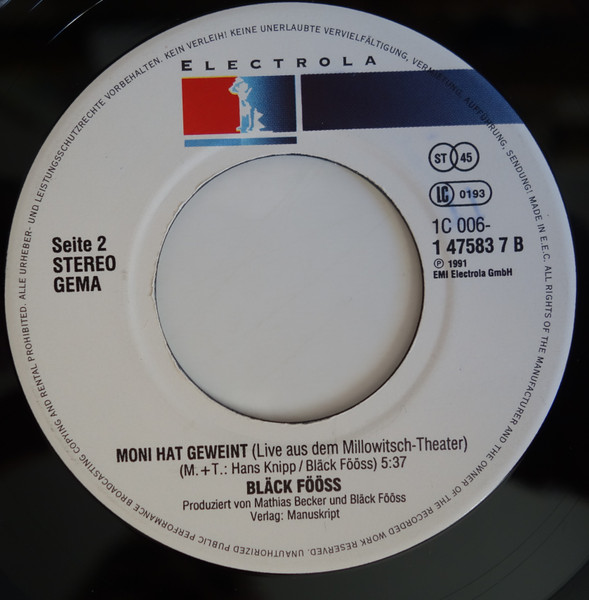 ELECTROLA
ST 45
LC 0193
1C 006-
1 47583 7 B
Ⓟ 1991
EMI Electrola GmbH
Seite 2
STEREO
GEMA
MONI HAT GEWEINT (Live aus dem Millowitsch-Theater)
(M.+T.: Hans Knipp/Bläck Fööss) 5:37
BLÄCK FÖÖSS
Produziert von Mathias Becker und Bläck Fööss
Verlag: Manuskript
ALLE URHEBER- UND LEISTUNGSSCHUTZRECHTE VORBEHALTEN. KEIN VERLEIH! KEINE UNERLAUBTE VERVIELFÄLTIGUNG, VERMIETUNG, AUFFÜHRUNG, SENDUNG! MADE IN E.E.C. ALL RIGHTS OF THE MANUFACTURER AND THE OWNER OF THE RECORDED WORK RESERVED. UNAUTHORIZED PUBLIC PERFORMANCE BROADCASTING COPYING AND RENTAL PROHIBITED.